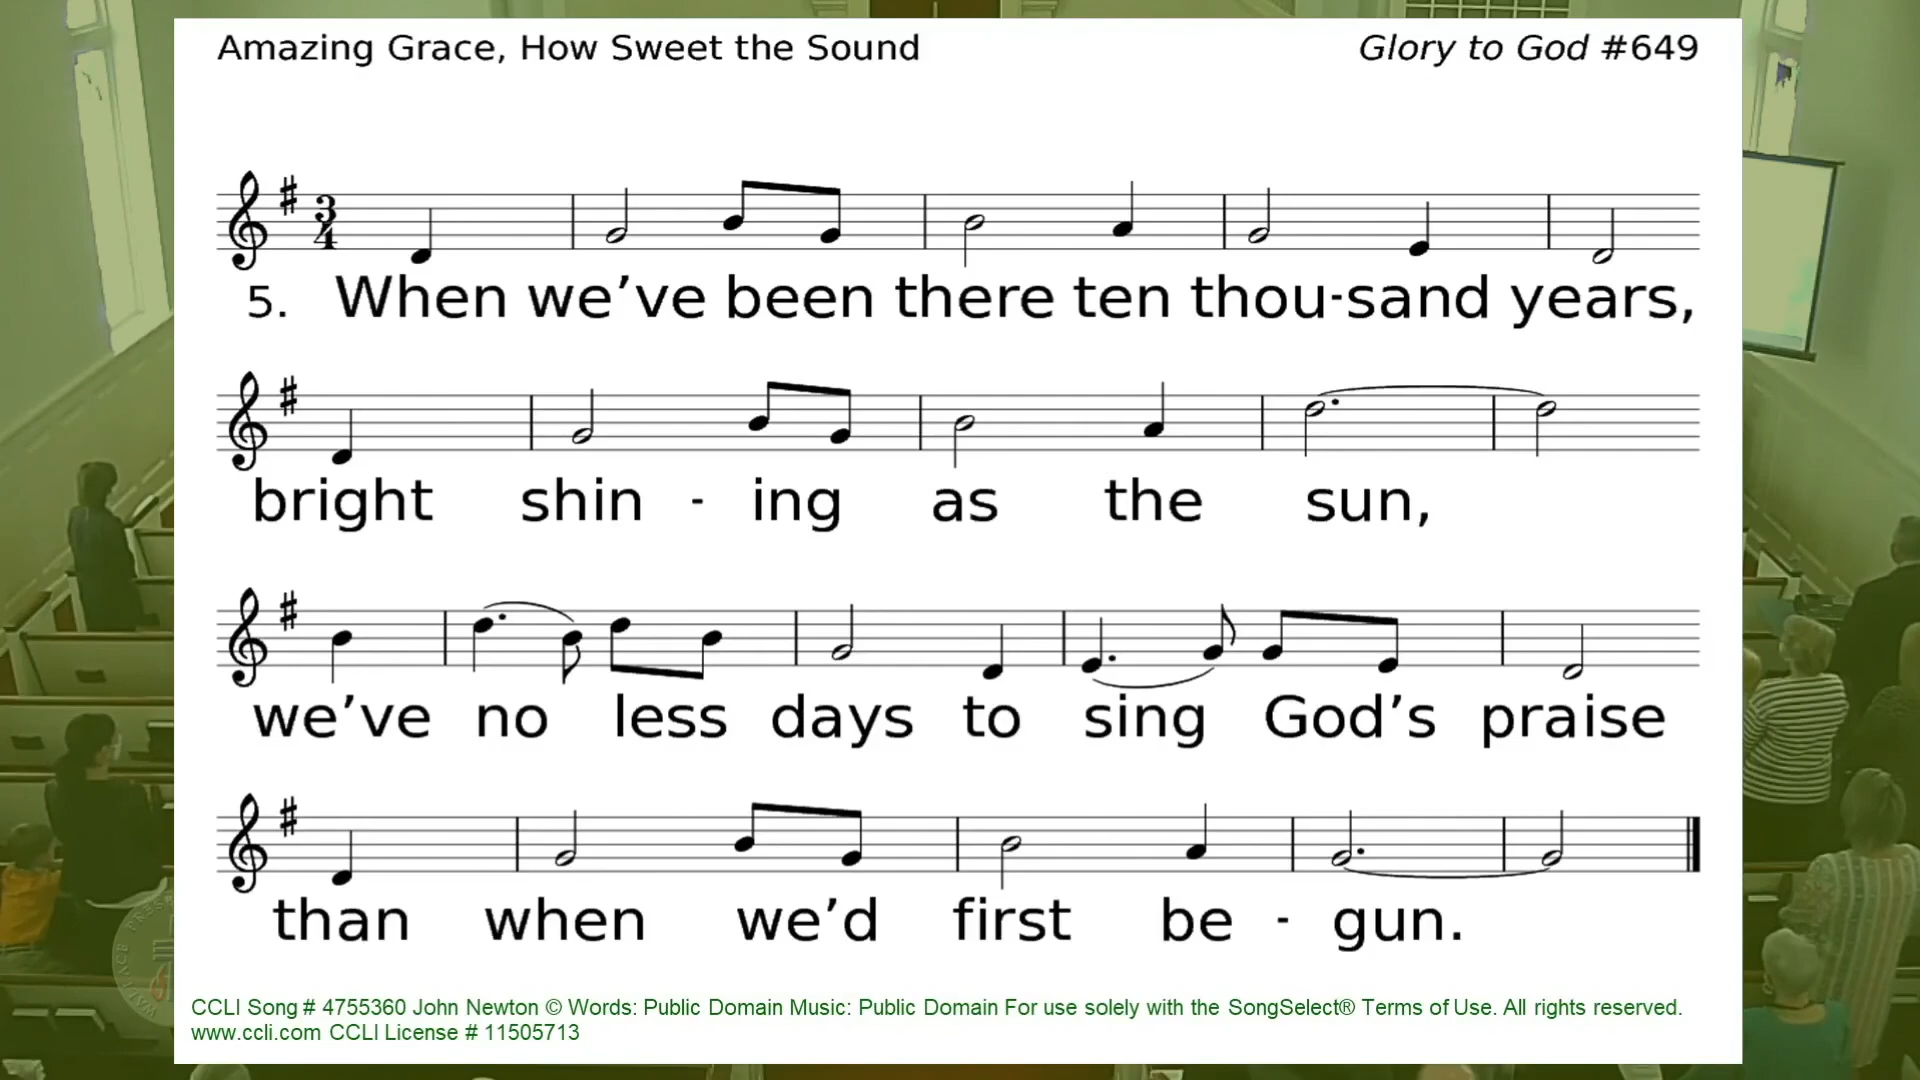 Amazing Grace, How Sweet the Sound
Glory to God #649
3
4
5. When we’ve been there ten thou-sand years,
bright shin - ing as the sun,
we’ve no less days to sing God’s praise
than when we’d first be - gun.
CCLI Song # 4755360 John Newton © Words: Public Domain Music: Public Domain For use solely with the SongSelect® Terms of Use. All rights reserved.
www.ccli.com CCLI License # 11505713